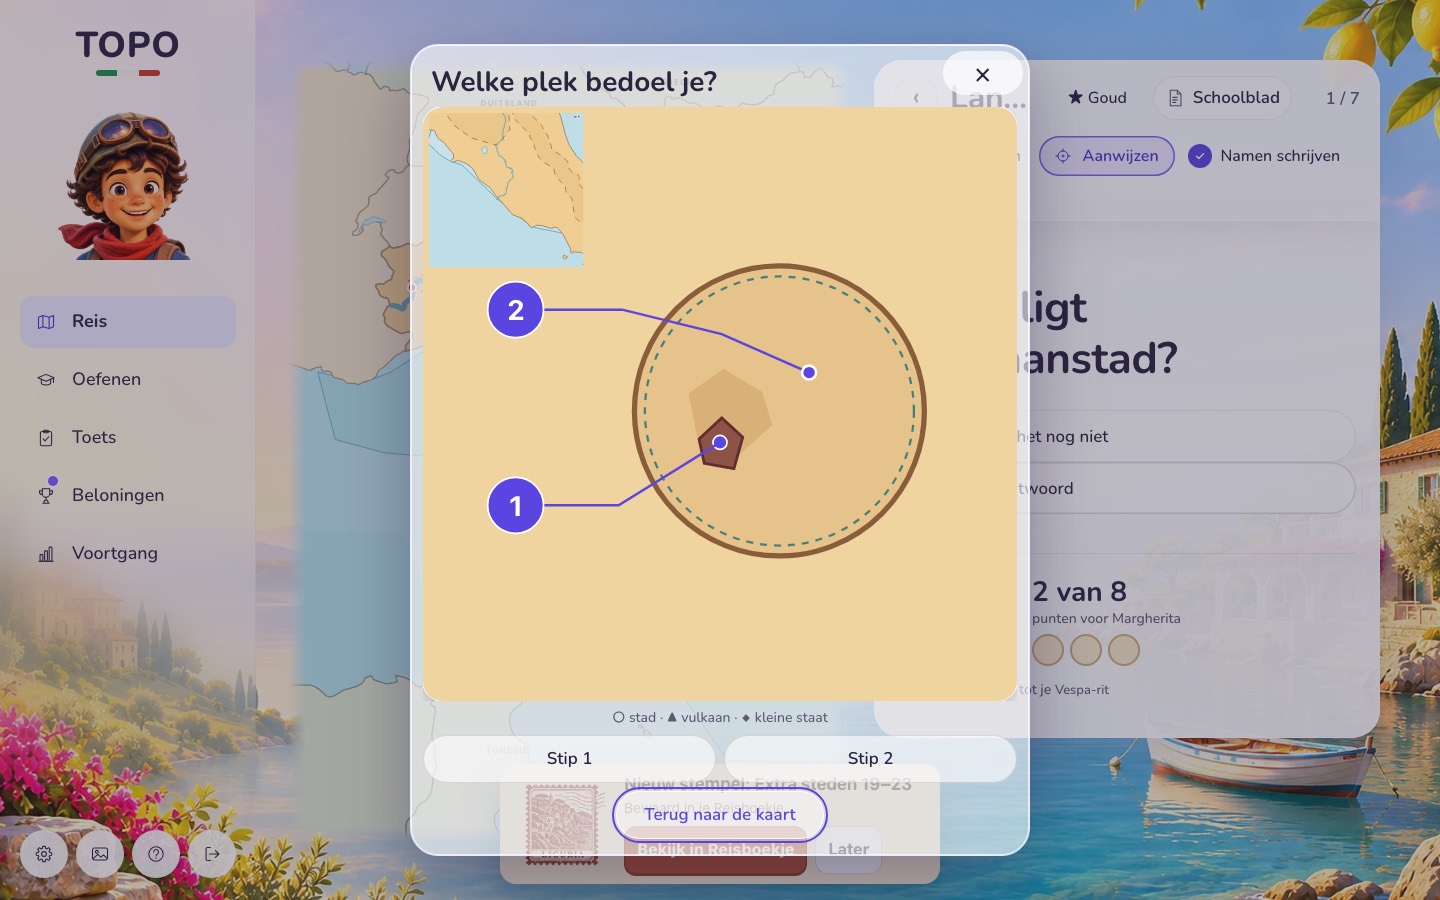 TOPO
Reis
Oefenen
Toets
Beloningen
Voortgang
DUITSLAND
Welke plek bedoel je?
×
2
1
stad · vulkaan · kleine staat
Stip 1
Stip 2
Terug naar de kaart
‹
Lan...
Goud
Schoolblad
1 / 7
Aanwijzen
Namen schrijven
ligt
anstad?
het nog niet
twoord
2 van 8
punten voor Margherita
tot je Vespa-rit
Nieuw stempel: Extra steden 19–23
Bewaard in je Reisboekje
Bekijk in Reisboekje
Later